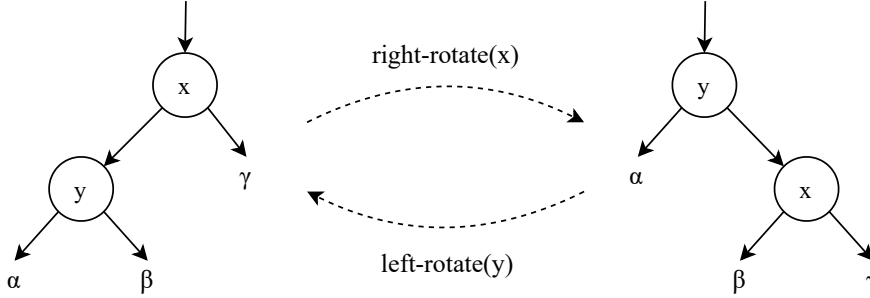 right-rotate(x)
x
y
γ
α
y
x
α
β
left-rotate(y)
β
γ